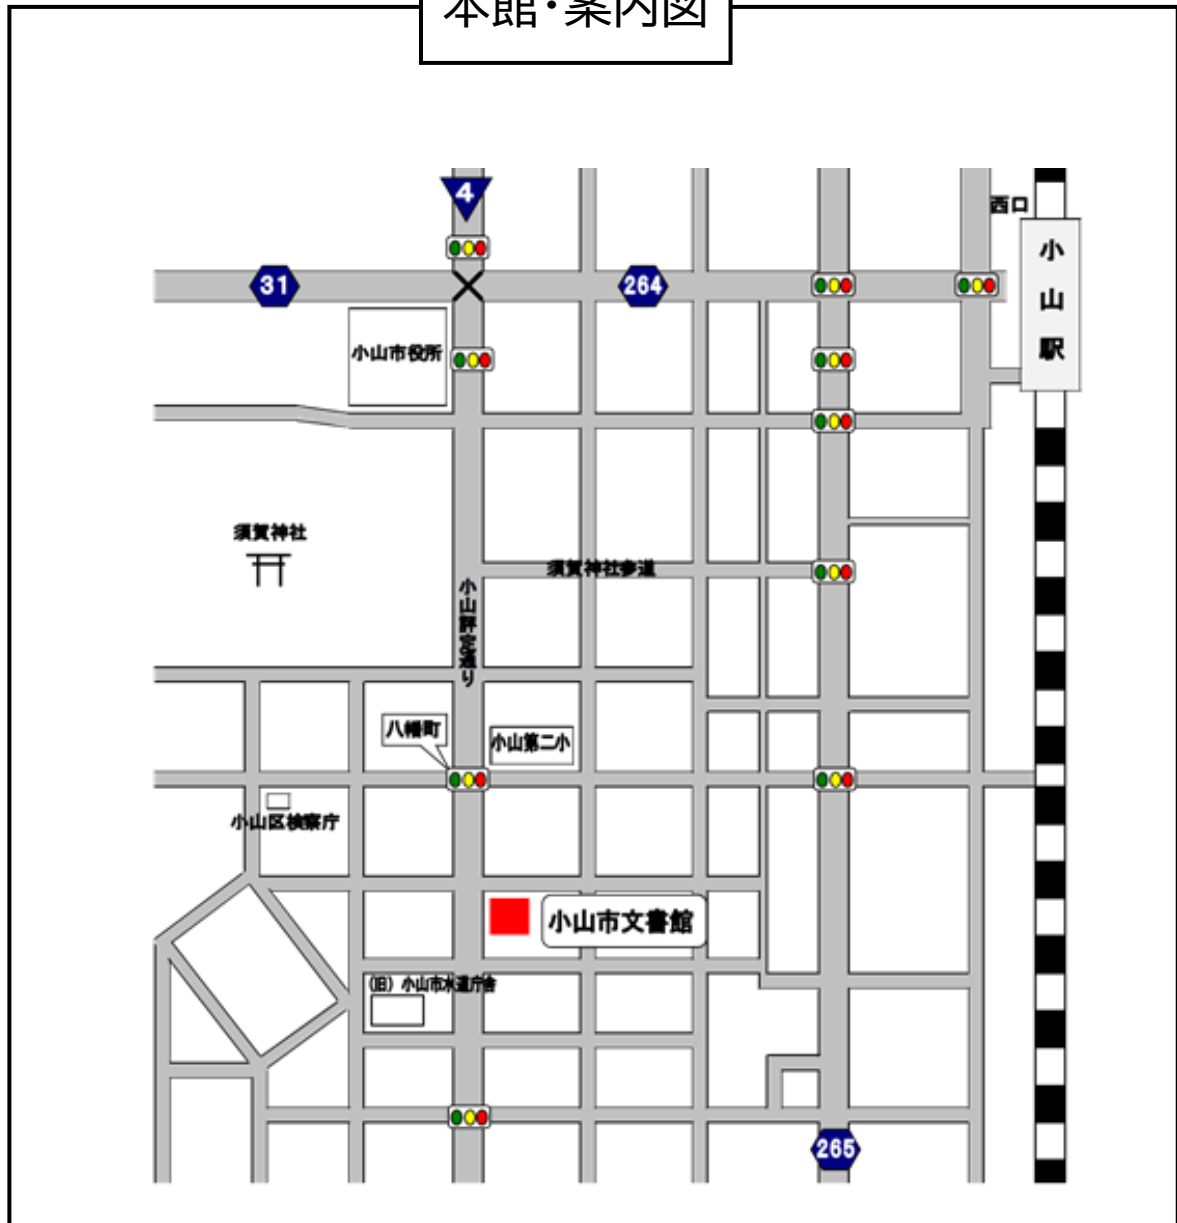 本館・案内図
4
西口
小山駅
31
264
小山市役所
須賀神社
須賀神社参道
小山評定通り
八幡町
小山第二小
小山区検察庁
小山市文書館
(旧) 小山市水道庁舎
265